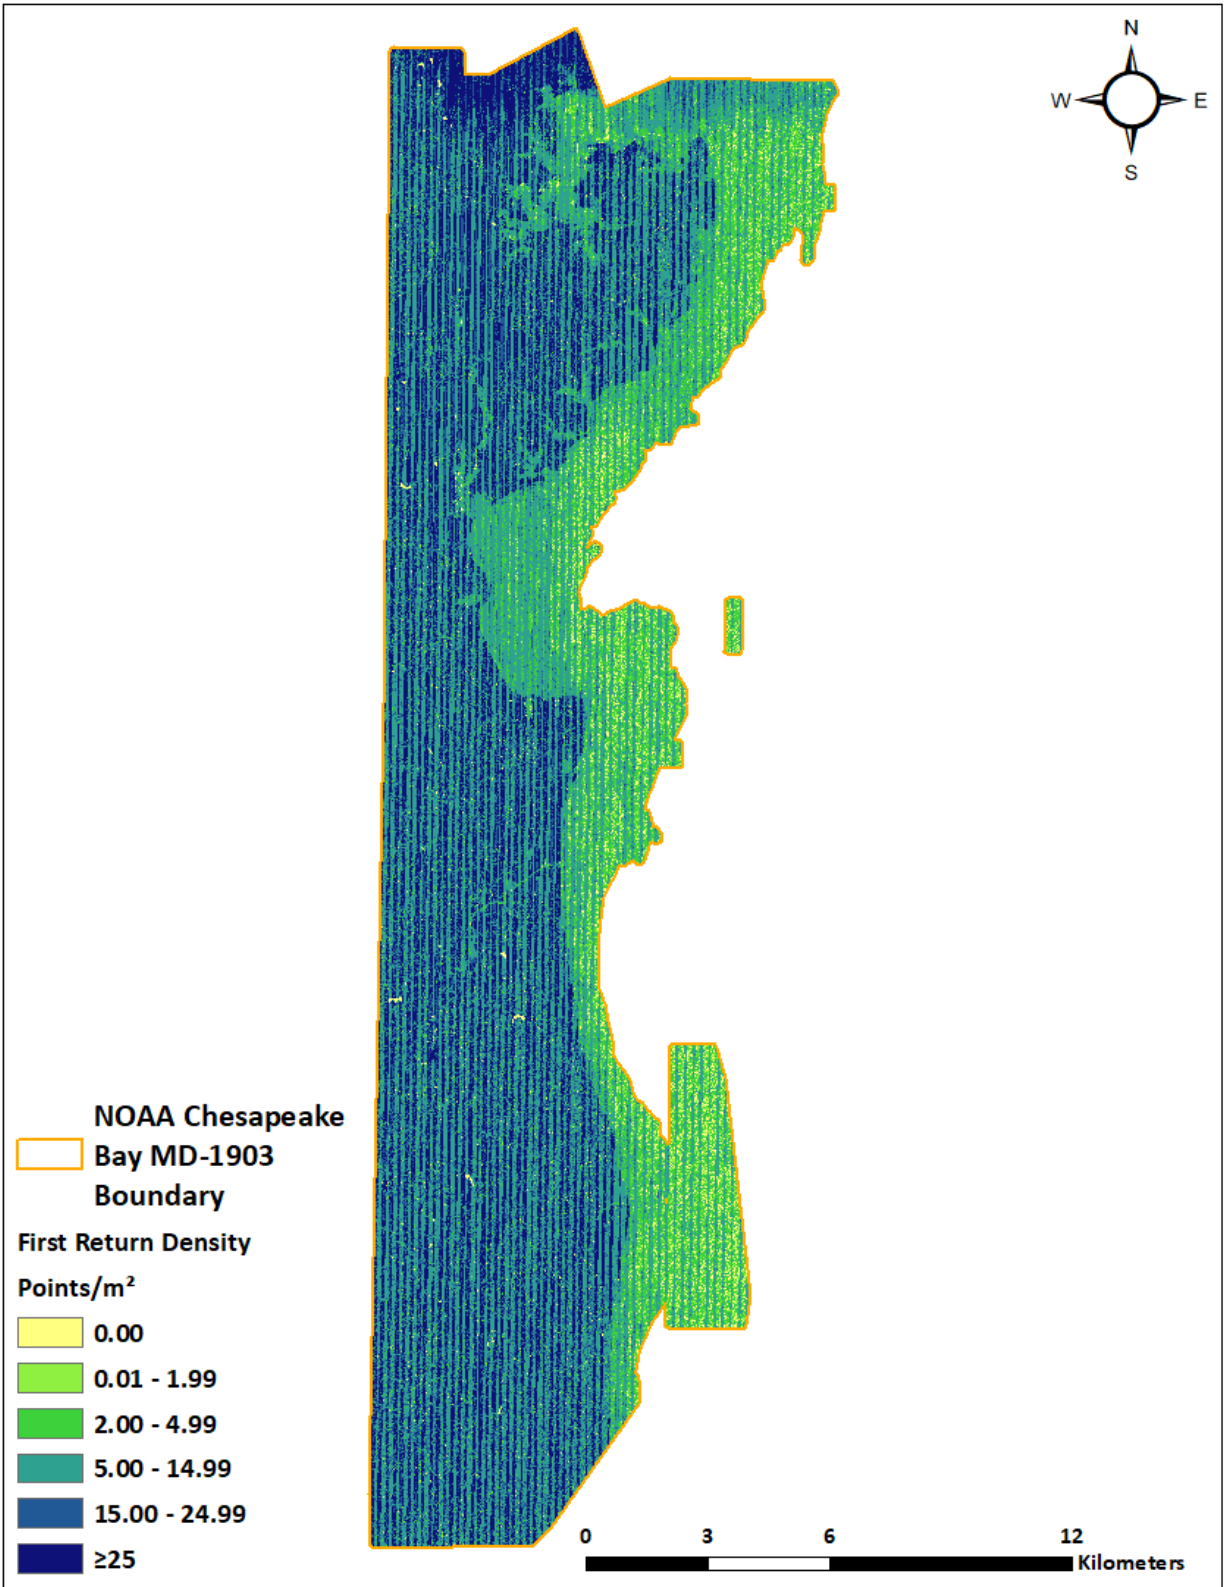 N
W E
S
NOAA Chesapeake
Bay MD-1903
Boundary
First Return Density
Points/m²
0.00
0.01 - 1.99
2.00 - 4.99
5.00 - 14.99
15.00 - 24.99
≥25
0 3 6 12
Kilometers